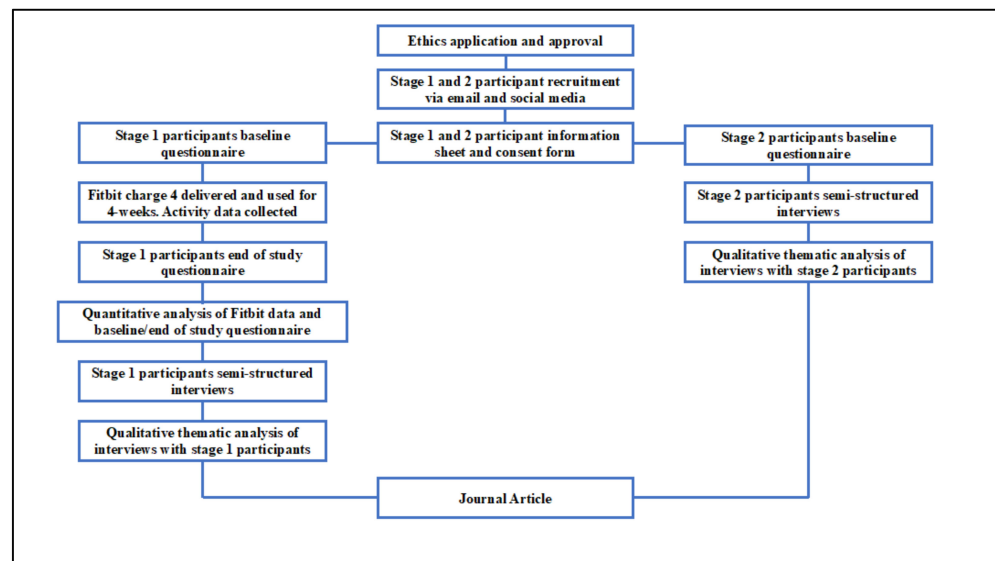 Ethics application and approval
Stage 1 and 2 participant recruitment
via email and social media
Stage 1 and 2 participant information
sheet and consent form
Stage 1 participants baseline
questionnaire
Fitbit charge 4 delivered and used for
4-weeks. Activity data collected
Stage 1 participants end of study
questionnaire
Quantitative analysis of Fitbit data and
baseline/end of study questionnaire
Stage 1 participants semi-structured
interviews
Qualitative thematic analysis of
interviews with stage 1 participants
Stage 2 participants baseline
questionnaire
Stage 2 participants semi-structured
interviews
Qualitative thematic analysis of
interviews with stage 2 participants
Journal Article